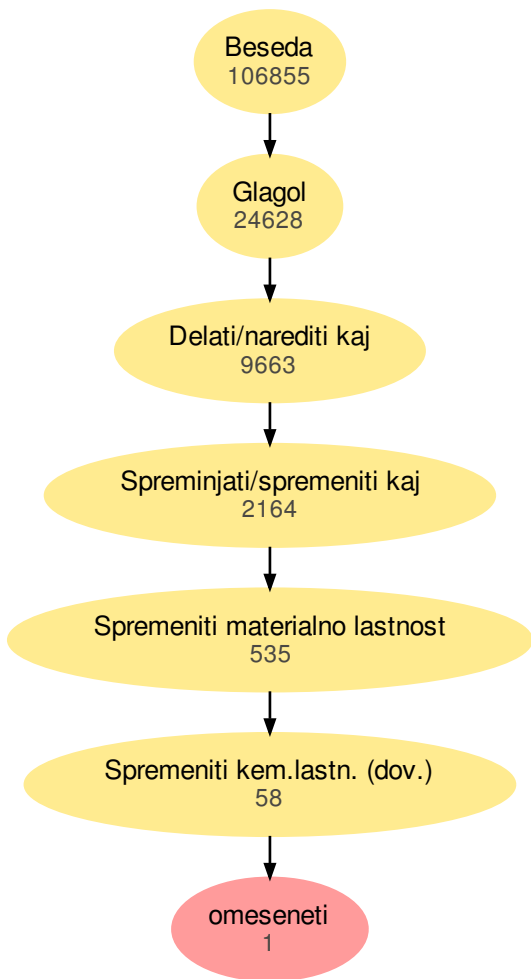 Beseda
106855
Glagol
24628
Delati/narediti kaj
9663
Spreminjati/spremeniti kaj
2164
Spremeniti materialno lastnost
535
Spremeniti kem.lastn. (dov.)
58
omeseneti
1